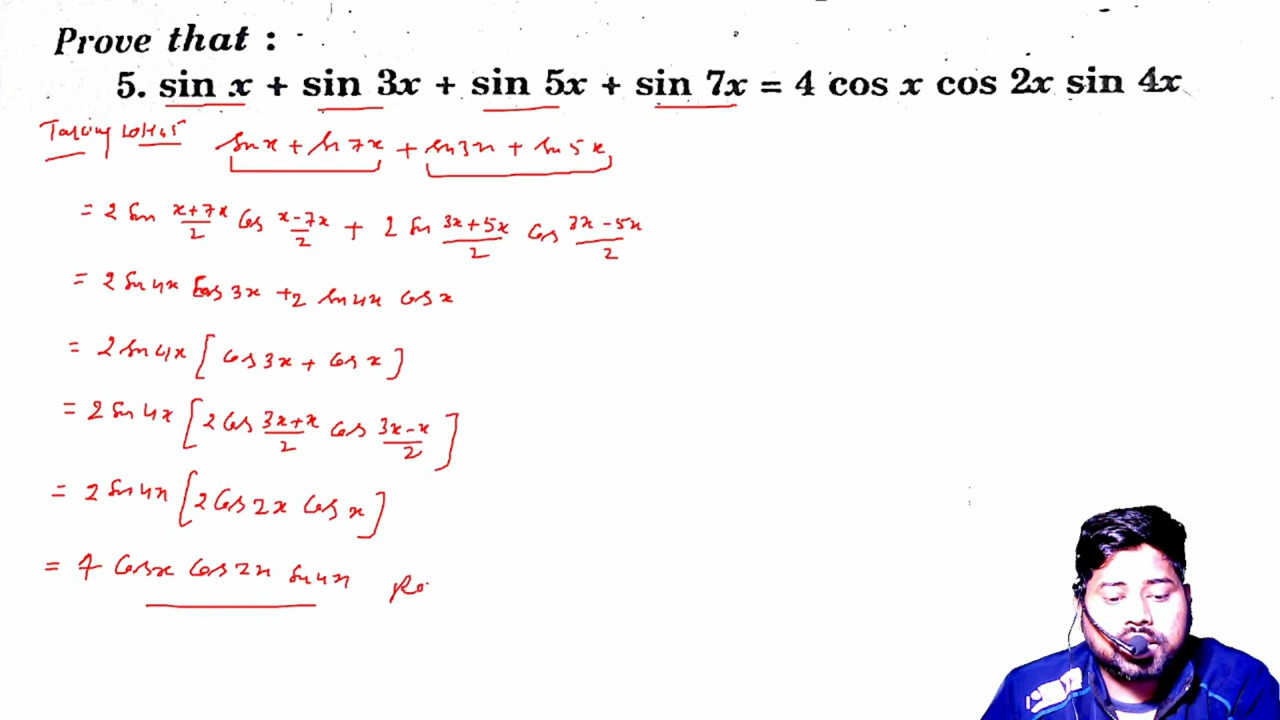 Prove that :
5. sin x + sin 3x + sin 5x + sin 7x = 4 cos x cos 2x sin 4x
Taking L.H.S
sin x + sin 7x + sin 3x + sin 5x
= 2 sin (x+7x)/2 cos (x-7x)/2 + 2 sin (3x+5x)/2 cos (3x-5x)/2
= 2 sin 4x cos 3x + 2 sin 4x cos x
= 2 sin 4x [cos 3x + cos x]
= 2 sin 4x [2 cos (3x+x)/2 cos (3x-x)/2]
= 2 sin 4x [2 cos 2x cos x]
= 4 cos x cos 2x sin 4x